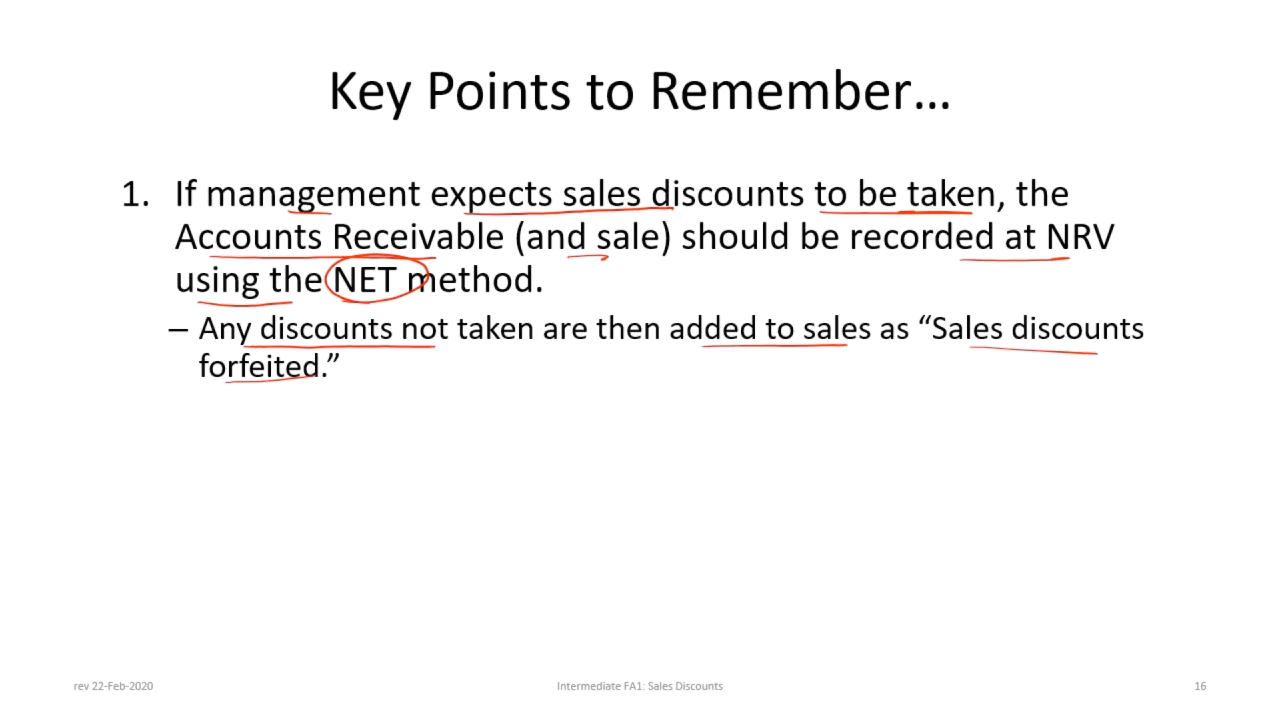 Key Points to Remember…
1. If management expects sales discounts to be taken, the
Accounts Receivable (and sale) should be recorded at NRV
using the NET method.
– Any discounts not taken are then added to sales as “Sales discounts
forfeited.”
rev 22-Feb-2020
Intermediate FA1: Sales Discounts
16